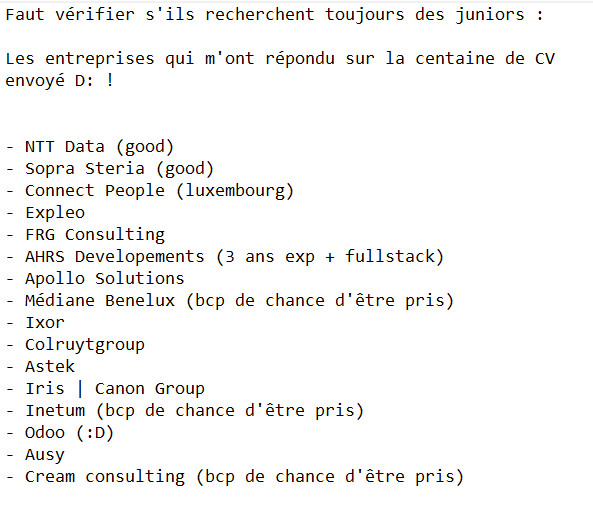 Faut vérifier s'ils recherchent toujours des juniors :
Les entreprises qui m'ont répondu sur la centaine de CV
envoyé D: !
- NTT Data (good)
- Sopra Steria (good)
- Connect People (luxembourg)
- Expleo
- FRG Consulting
- AHRS Developements (3 ans exp + fullstack)
- Apollo Solutions
- Médiane Benelux (bcp de chance d'être pris)
- Ixor
- Colruytgroup
- Astek
- Iris | Canon Group
- Inetum (bcp de chance d'être pris)
- Odoo (:D)
- Ausy
- Cream consulting (bcp de chance d'être pris)